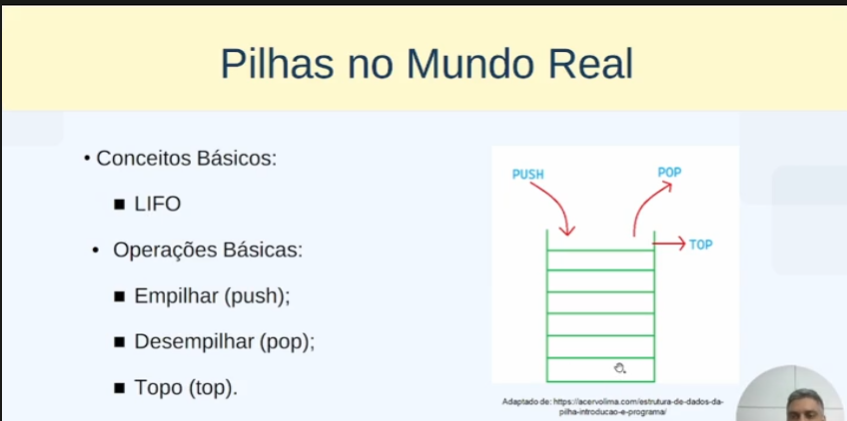 Pilhas no Mundo Real
• Conceitos Básicos:
■ LIFO
• Operações Básicas:
■ Empilhar (push);
■ Desempilhar (pop);
■ Topo (top).
PUSH
POP
TOP
Adaptado de: https://acervolima.com/estrutura-de-dados-da-
pilha-introducao-e-programa/